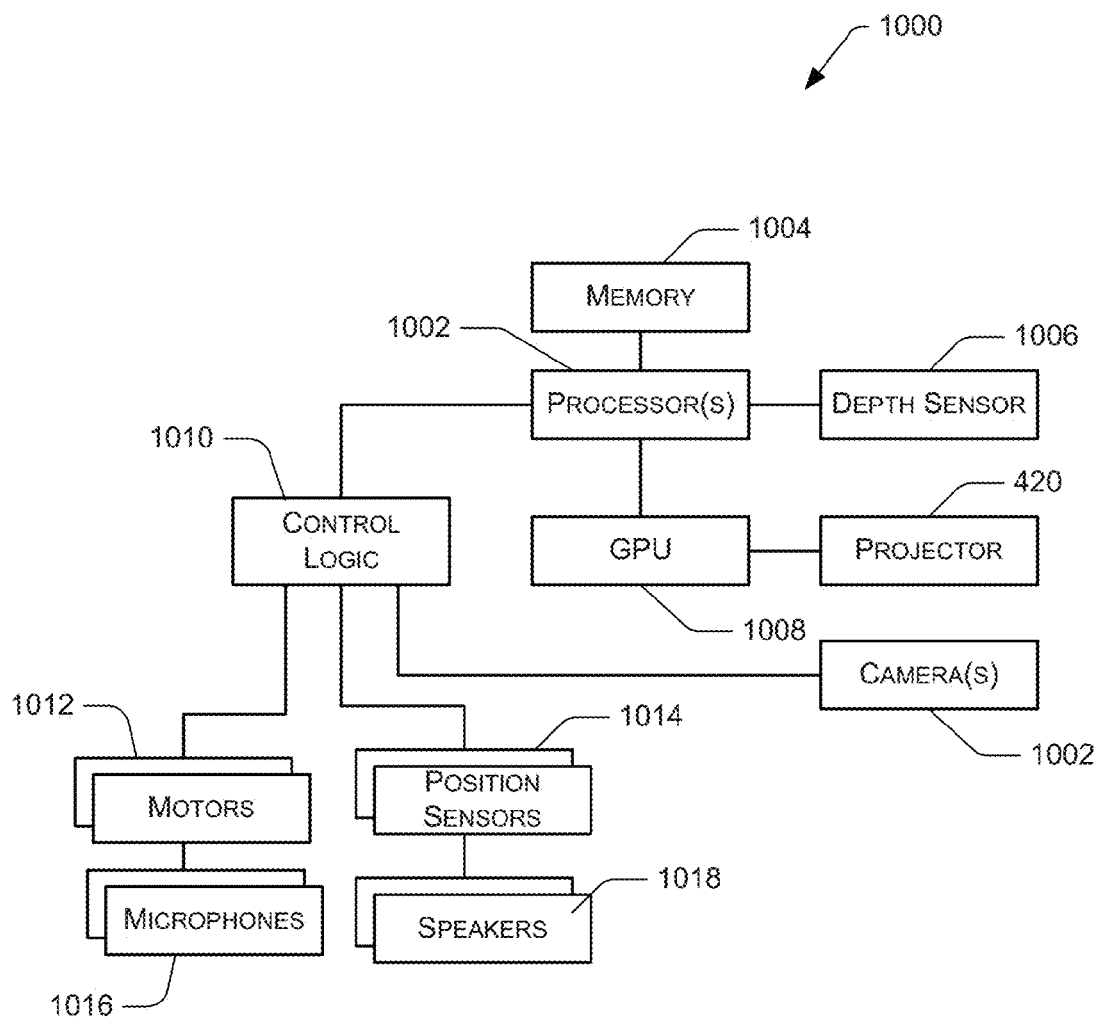 1000
1004
MEMORY
1002
1006
PROCESSOR(S)
DEPTH SENSOR
1010
420
CONTROL
LOGIC
GPU
PROJECTOR
1008
CAMERA(S)
1012
1014
1002
MOTORS
POSITION
SENSORS
1018
MICROPHONES
SPEAKERS
1016